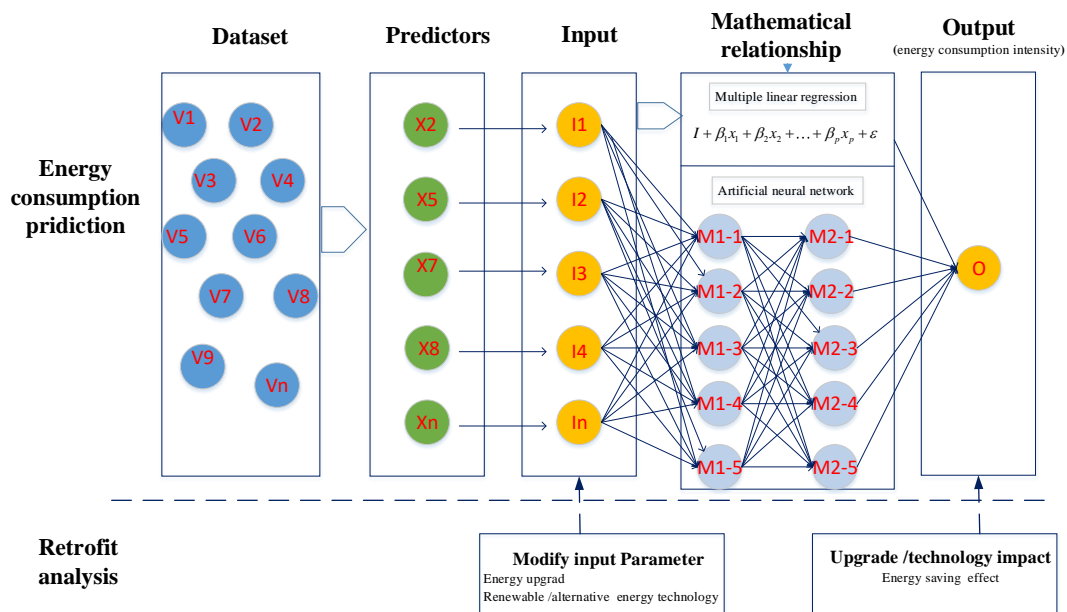 Dataset
Predictors
Input
Mathematical
relationship
Output
(energy consumption intensity)
Energy
consumption
pridiction
V1
V2
V3
V4
V5
V6
V7
V8
V9
Vn
X2
X5
X7
X8
Xn
I1
I2
I3
I4
In
Multiple linear regression
I + β₁x₁ + β₂x₂ + … + βₚxₚ + ε
Artificial neural network
M1-1
M1-2
M1-3
M1-4
M1-5
M2-1
M2-2
M2-3
M2-4
M2-5
O
Retrofit
analysis
Modify input Parameter
Energy upgrad
Renewable /alternative energy technology
Upgrade /technology impact
Energy saving effect